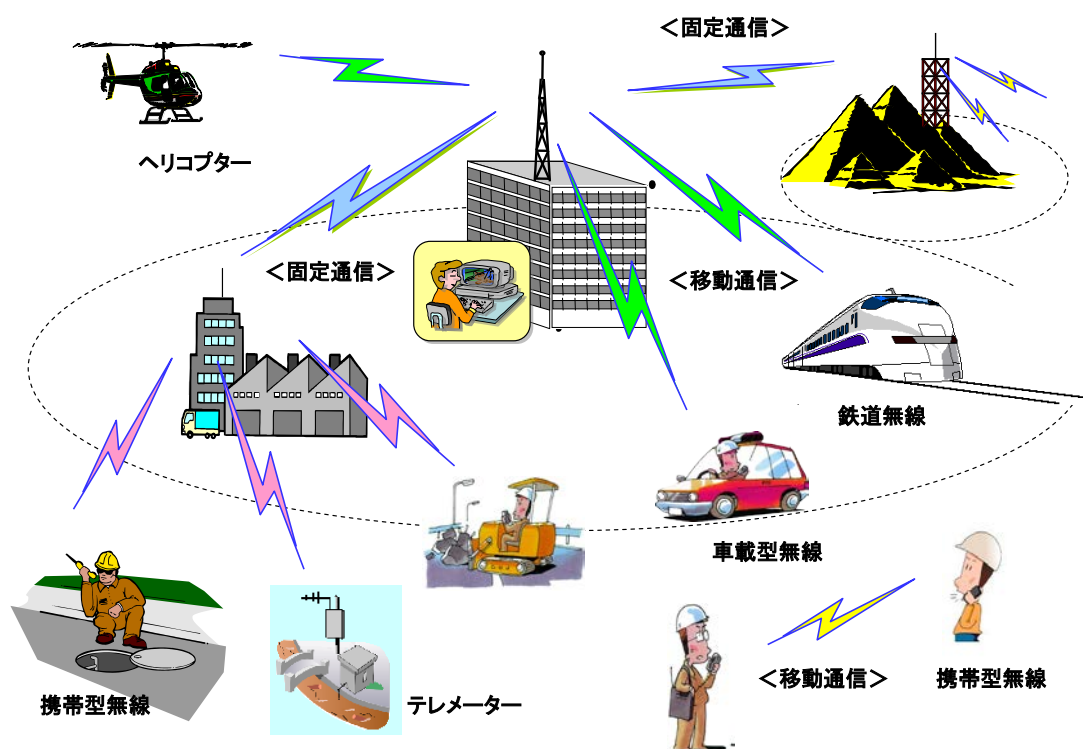 ＜固定通信＞
ヘリコプター
＜固定通信＞
＜移動通信＞
鉄道無線
車載型無線
携帯型無線
テレメーター
＜移動通信＞
携帯型無線